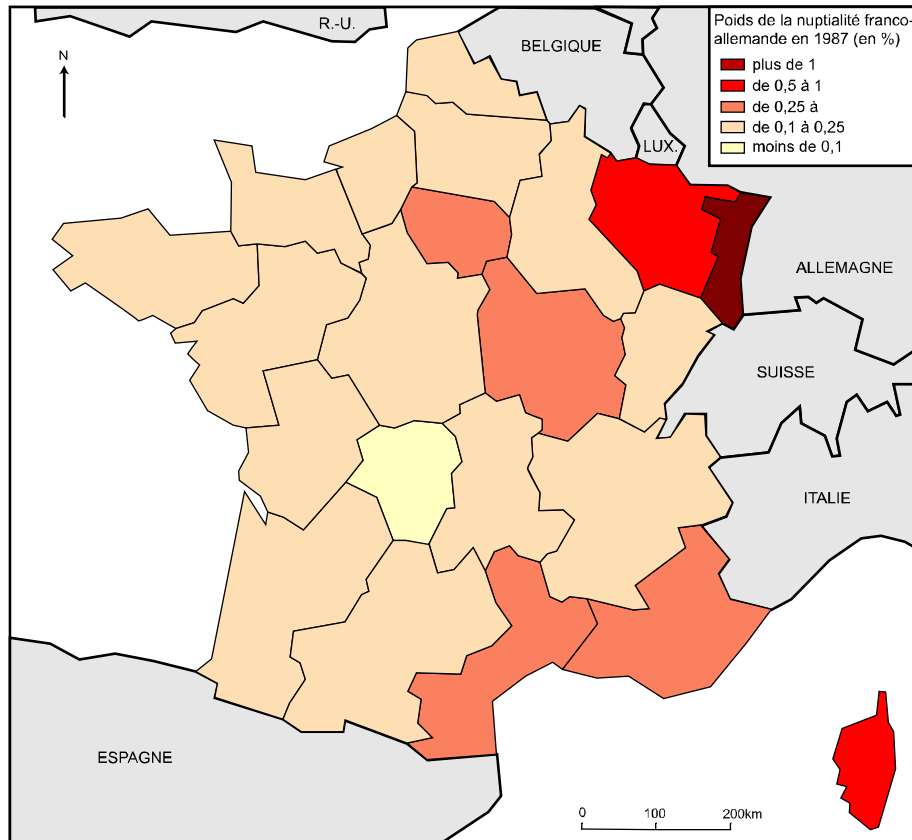 Poids de la nuptialité franco-
allemande en 1987 (en %)
plus de 1
de 0,5 à 1
de 0,25 à
de 0,1 à 0,25
moins de 0,1
R.-U.
BELGIQUE
N
LUX.
ALLEMAGNE
SUISSE
ITALIE
ESPAGNE
0 100 200km